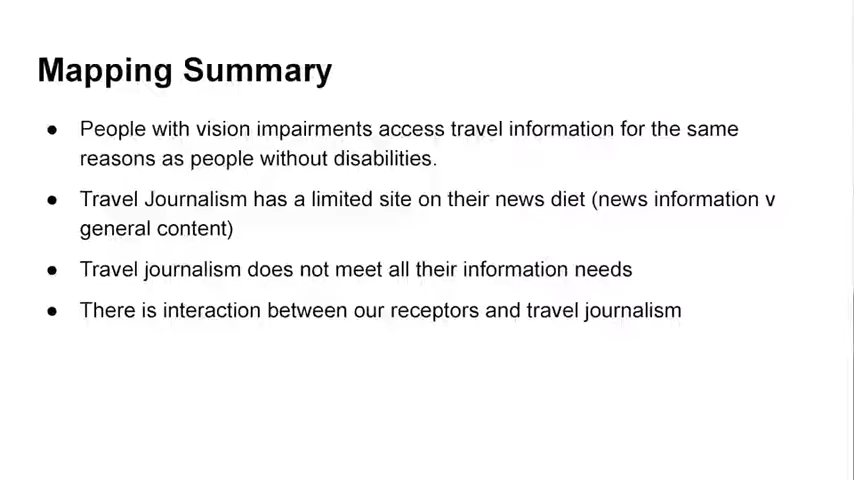 Mapping Summary
● People with vision impairments access travel information for the same
reasons as people without disabilities.
● Travel Journalism has a limited site on their news diet (news information v
general content)
● Travel journalism does not meet all their information needs
● There is interaction between our receptors and travel journalism